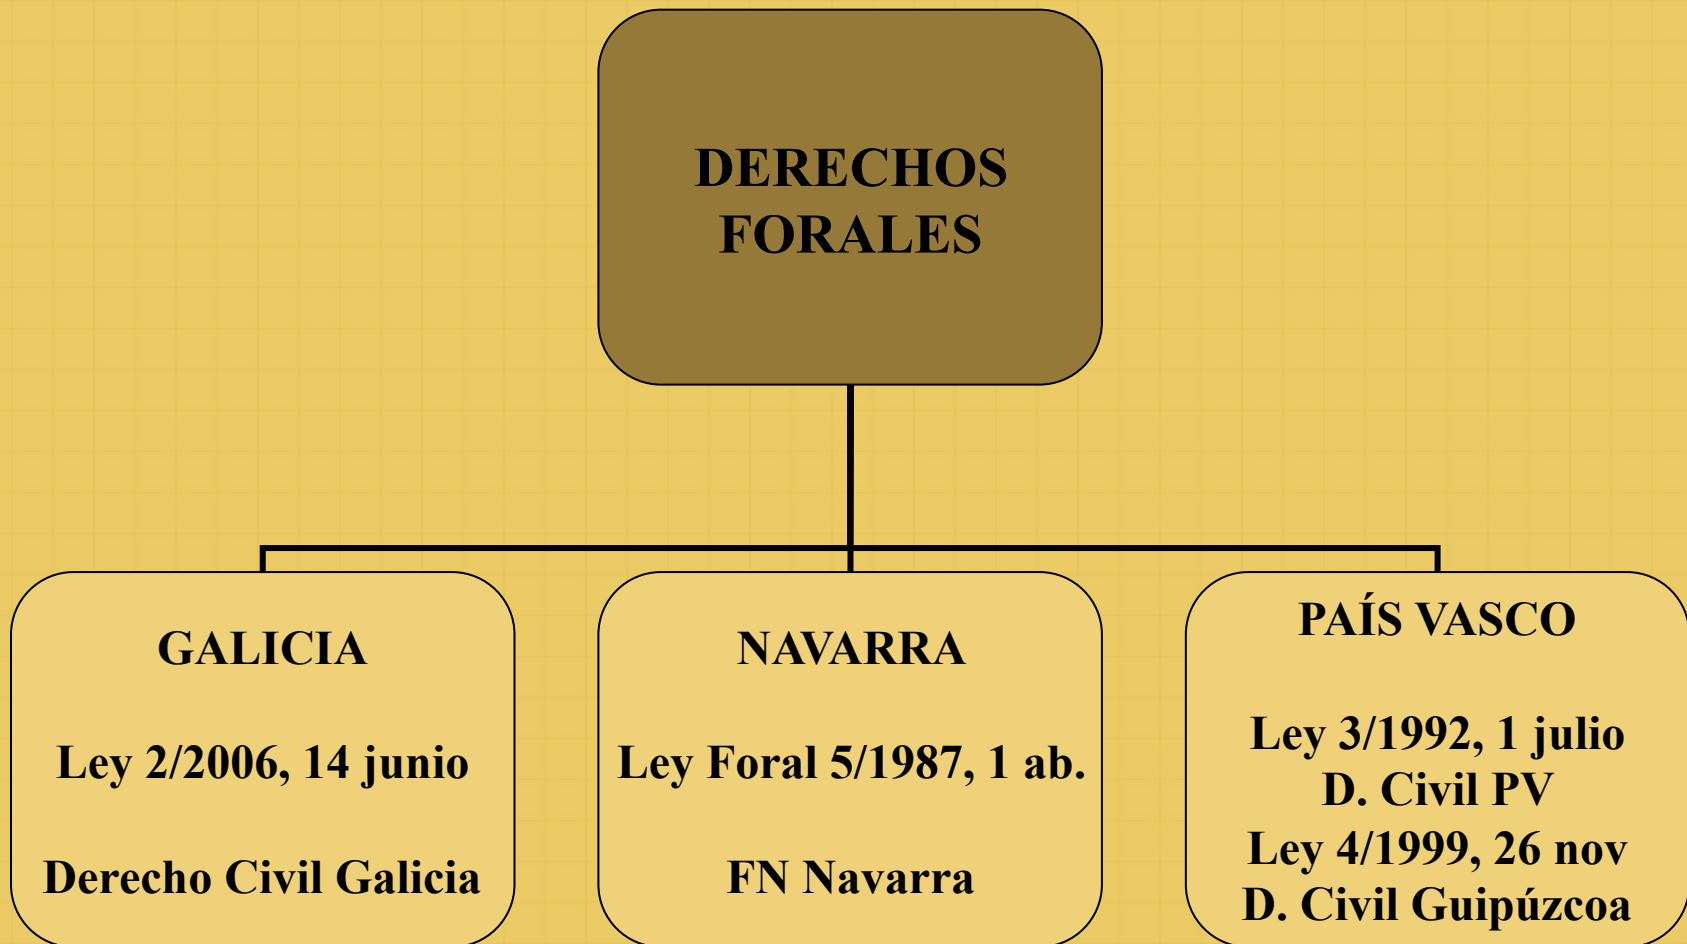 DERECHOS
FORALES
GALICIA
Ley 2/2006, 14 junio
Derecho Civil Galicia
NAVARRA
Ley Foral 5/1987, 1 ab.
FN Navarra
PAÍS VASCO
Ley 3/1992, 1 julio
D. Civil PV
Ley 4/1999, 26 nov
D. Civil Guipúzcoa